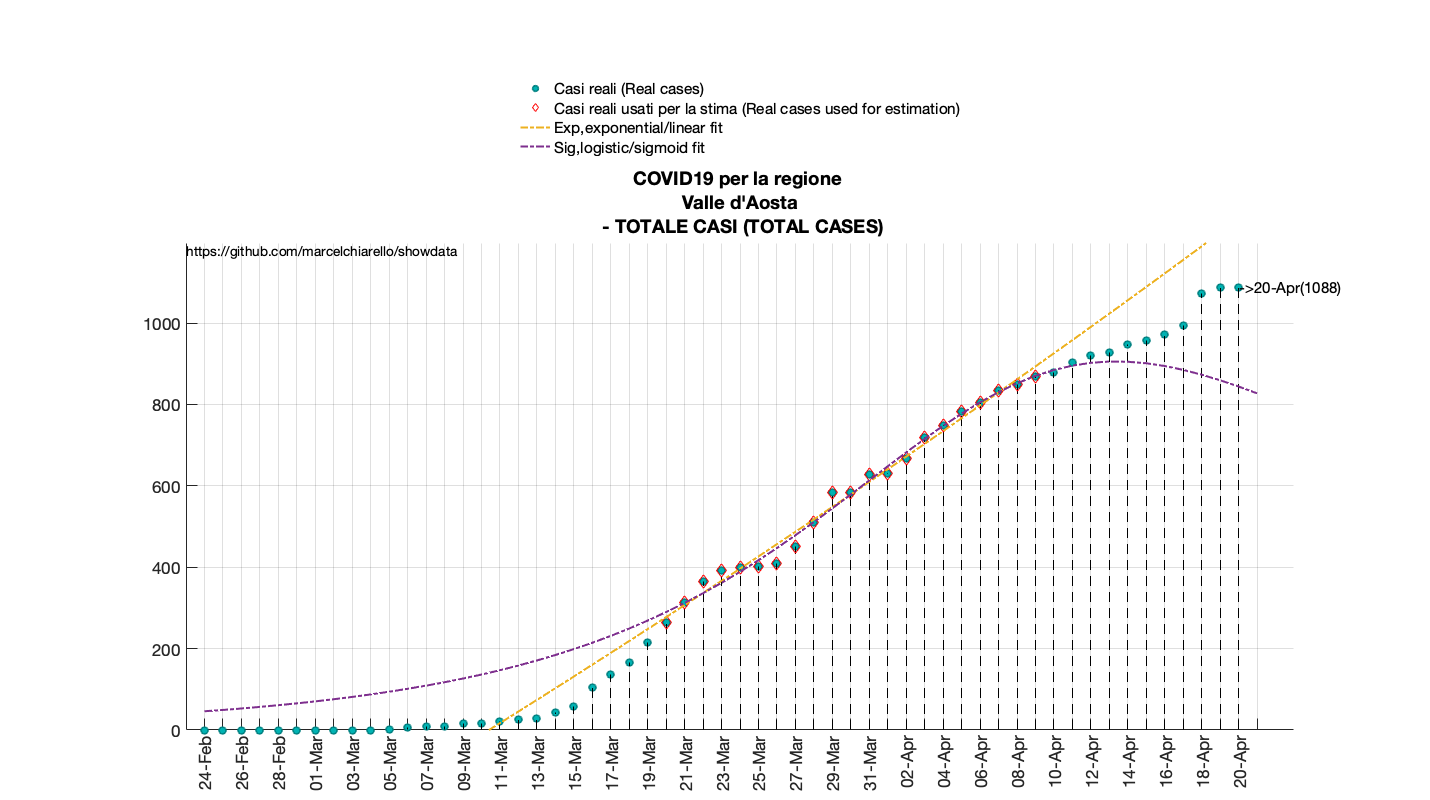 Casi reali (Real cases)
Casi reali usati per la stima (Real cases used for estimation)
Exp,exponential/linear fit
Sig,logistic/sigmoid fit
COVID19 per la regione
Valle d'Aosta
- TOTALE CASI (TOTAL CASES)
https://github.com/marcelchiarello/showdata
->20-Apr(1088)
1000
800
600
400
200
0
24-Feb
26-Feb
28-Feb
01-Mar
03-Mar
05-Mar
07-Mar
09-Mar
11-Mar
13-Mar
15-Mar
17-Mar
19-Mar
21-Mar
23-Mar
25-Mar
27-Mar
29-Mar
31-Mar
02-Apr
04-Apr
06-Apr
08-Apr
10-Apr
12-Apr
14-Apr
16-Apr
18-Apr
20-Apr